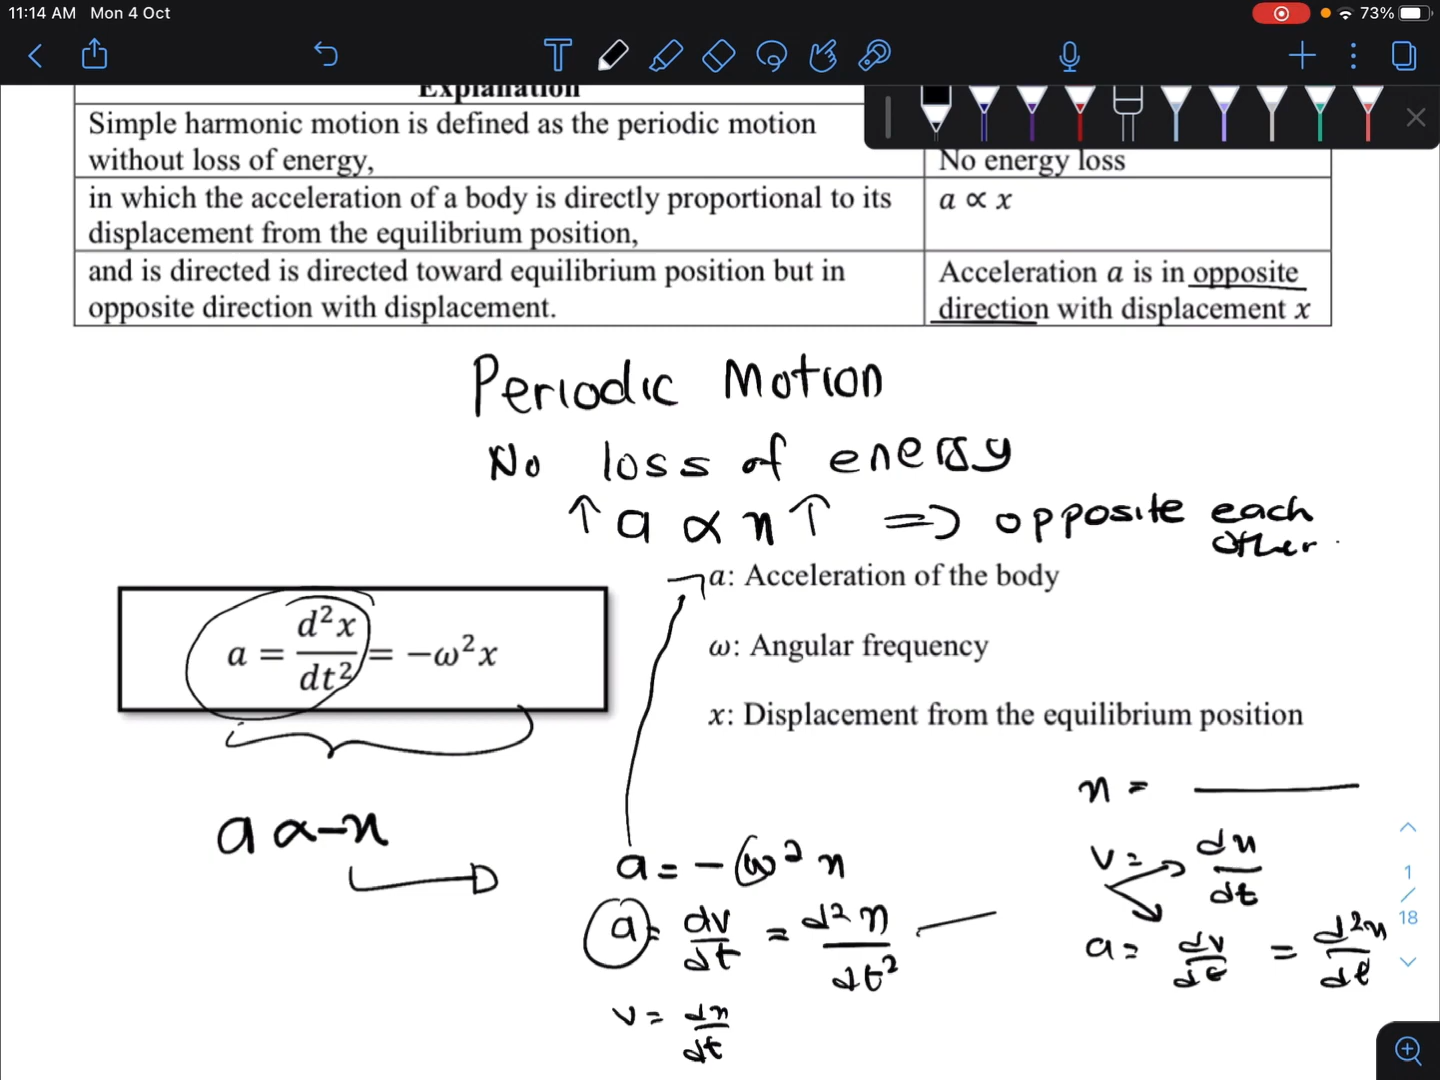 11:14 AM Mon 4 Oct
73%
Explanation
Simple harmonic motion is defined as the periodic motion
without loss of energy,
No energy loss
in which the acceleration of a body is directly proportional to its
displacement from the equilibrium position,
a ∝ x
and is directed is directed toward equilibrium position but in
opposite direction with displacement.
Acceleration a is in opposite
direction with displacement x
Periodic Motion
No loss of energy
↑ a ∝ x ↑ => opposite each
other.
a: Acceleration of the body
a = d²x/dt² = −ω²x
ω: Angular frequency
x: Displacement from the equilibrium position
a ∝ −x
a = − ω² x
a = dv/dt = d²x/dt²
v = dx/dt
x =
v = dx/dt
a = dv/dt = d²x/dt
1
/
18